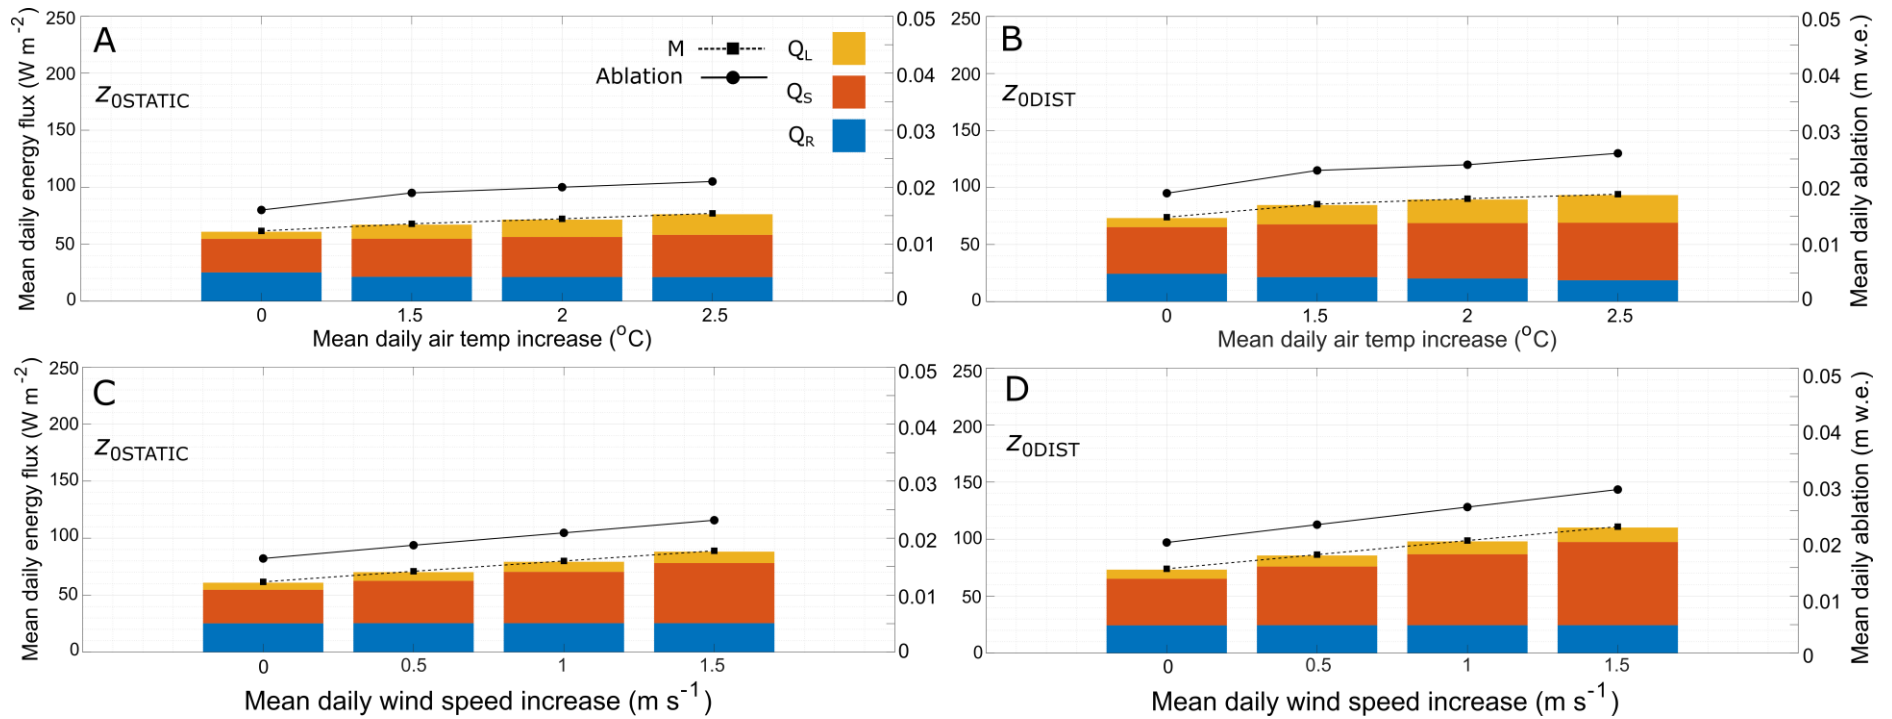 A
z0STATIC
M
Ablation
QL
QS
QR
Mean daily energy flux (W m-2)
250
200
150
100
50
0
0.05
0.04
0.03
0.02
0.01
0
0 1.5 2 2.5
Mean daily air temp increase (oC)
B
z0DIST
250
200
150
100
50
0
0.05
0.04
0.03
0.02
0.01
0
Mean daily ablation (m w.e.)
0 1.5 2 2.5
Mean daily air temp increase (oC)
C
z0STATIC
Mean daily energy flux (W m-2)
250
200
150
100
50
0
0.05
0.04
0.03
0.02
0.01
0
0 0.5 1 1.5
Mean daily wind speed increase (m s-1)
D
z0DIST
250
200
150
100
50
0
0.05
0.04
0.03
0.02
0.01
0
Mean daily ablation (m w.e.)
0 0.5 1 1.5
Mean daily wind speed increase (m s-1)